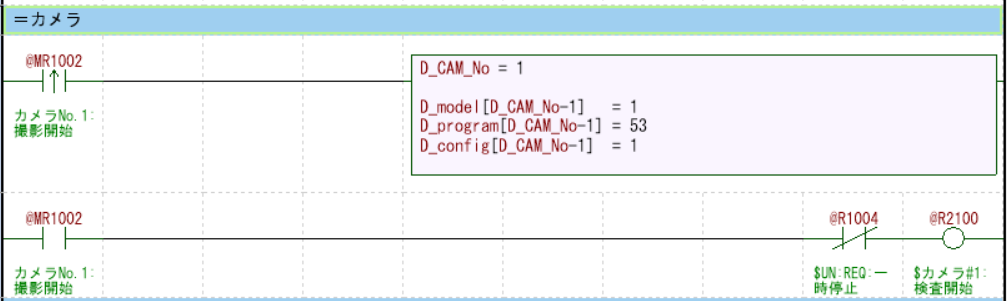 ＝カメラ
@MR1002
カメラNo.1:
撮影開始
D_CAM_No = 1
D_model[D_CAM_No-1]   = 1
D_program[D_CAM_No-1] = 53
D_config[D_CAM_No-1]  = 1
@MR1002
カメラNo.1:
撮影開始
@R1004
$UN:REQ:一
時停止
@R2100
$カメラ#1:
検査開始